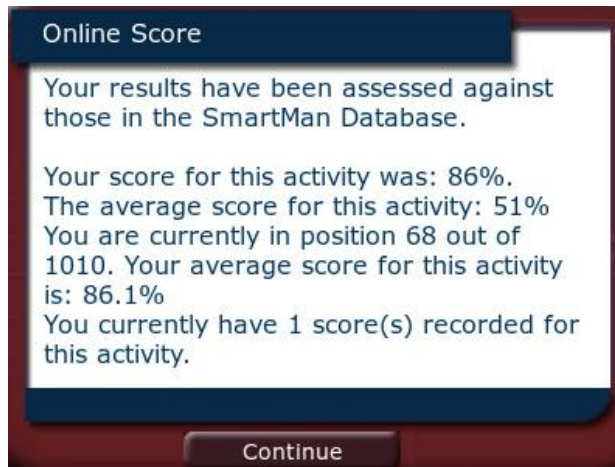 Online Score
Your results have been assessed against
those in the SmartMan Database.
Your score for this activity was: 86%.
The average score for this activity: 51%
You are currently in position 68 out of
1010. Your average score for this activity
is: 86.1%
You currently have 1 score(s) recorded for
this activity.
Continue